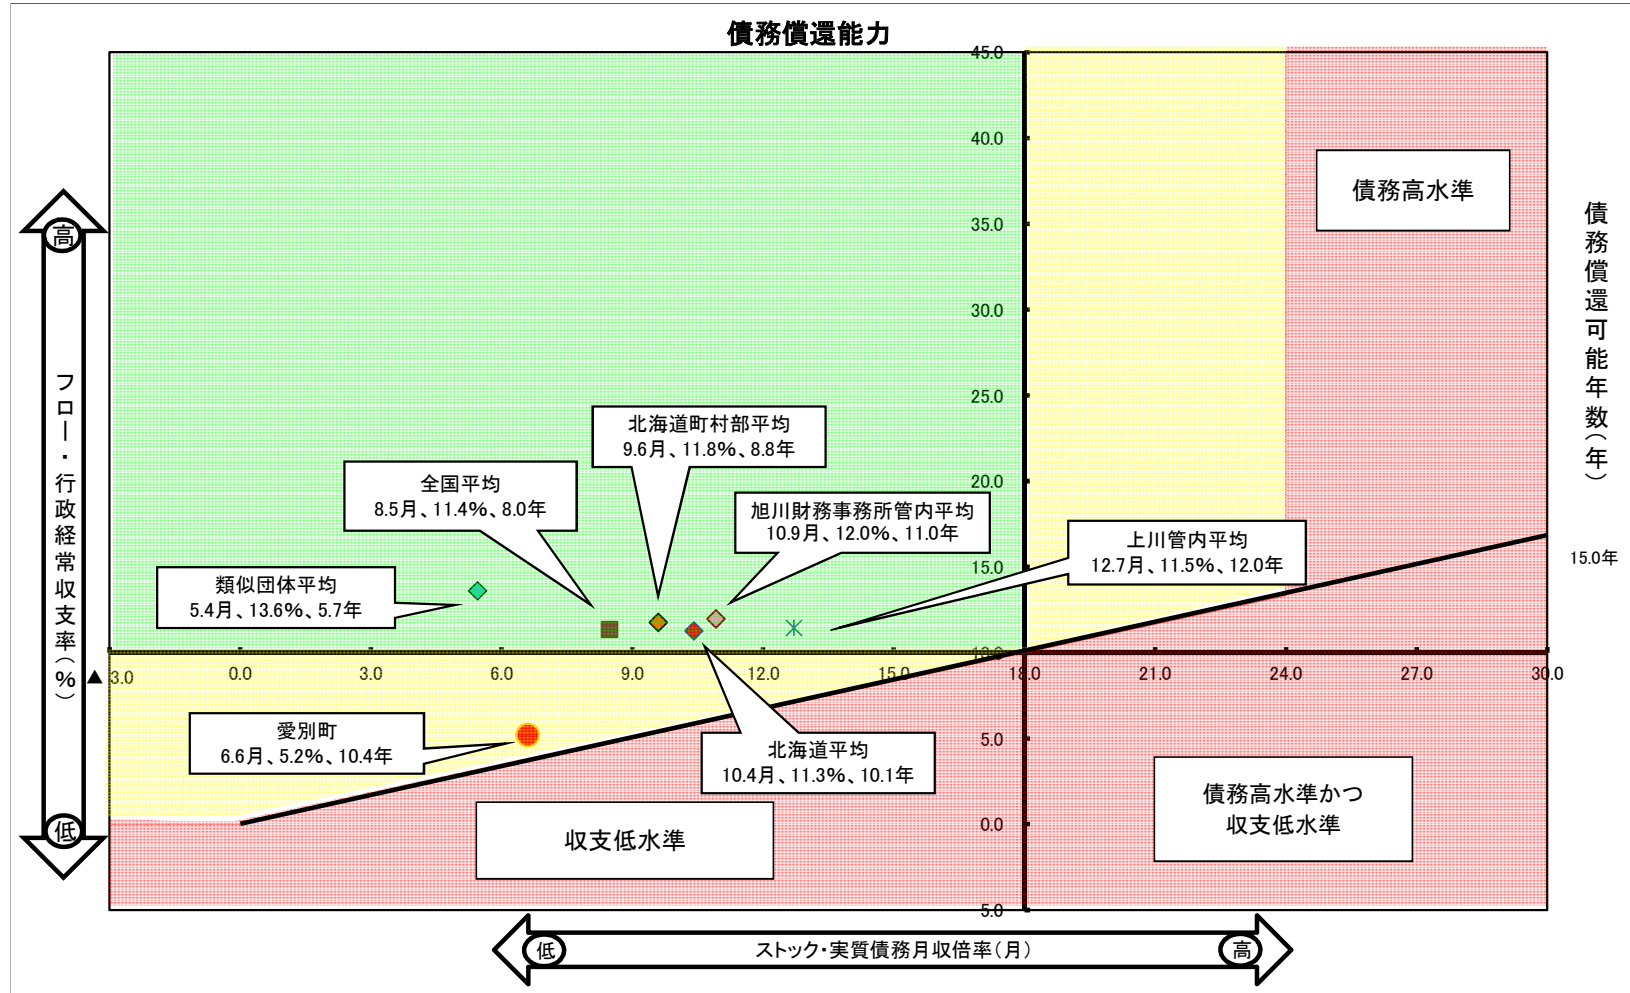 債務償還能力
45.0
40.0
35.0
30.0
25.0
20.0
15.0
10.0
5.0
0.0
5.0
債務高水準
債務償還可能年数(年)
高
フロー・行政経常収支率(%)
低
北海道町村部平均
9.6月、11.8%、8.8年
全国平均
8.5月、11.4%、8.0年
旭川財務事務所管内平均
10.9月、12.0%、11.0年
上川管内平均
12.7月、11.5%、12.0年
15.0年
類似団体平均
5.4月、13.6%、5.7年
▲ 3.0 0.0 3.0 6.0 9.0 12.0 15.0 18.0 21.0 24.0 27.0 30.0
愛別町
6.6月、5.2%、10.4年
北海道平均
10.4月、11.3%、10.1年
収支低水準
債務高水準かつ
収支低水準
低
ストック・実質債務月収倍率(月)
高